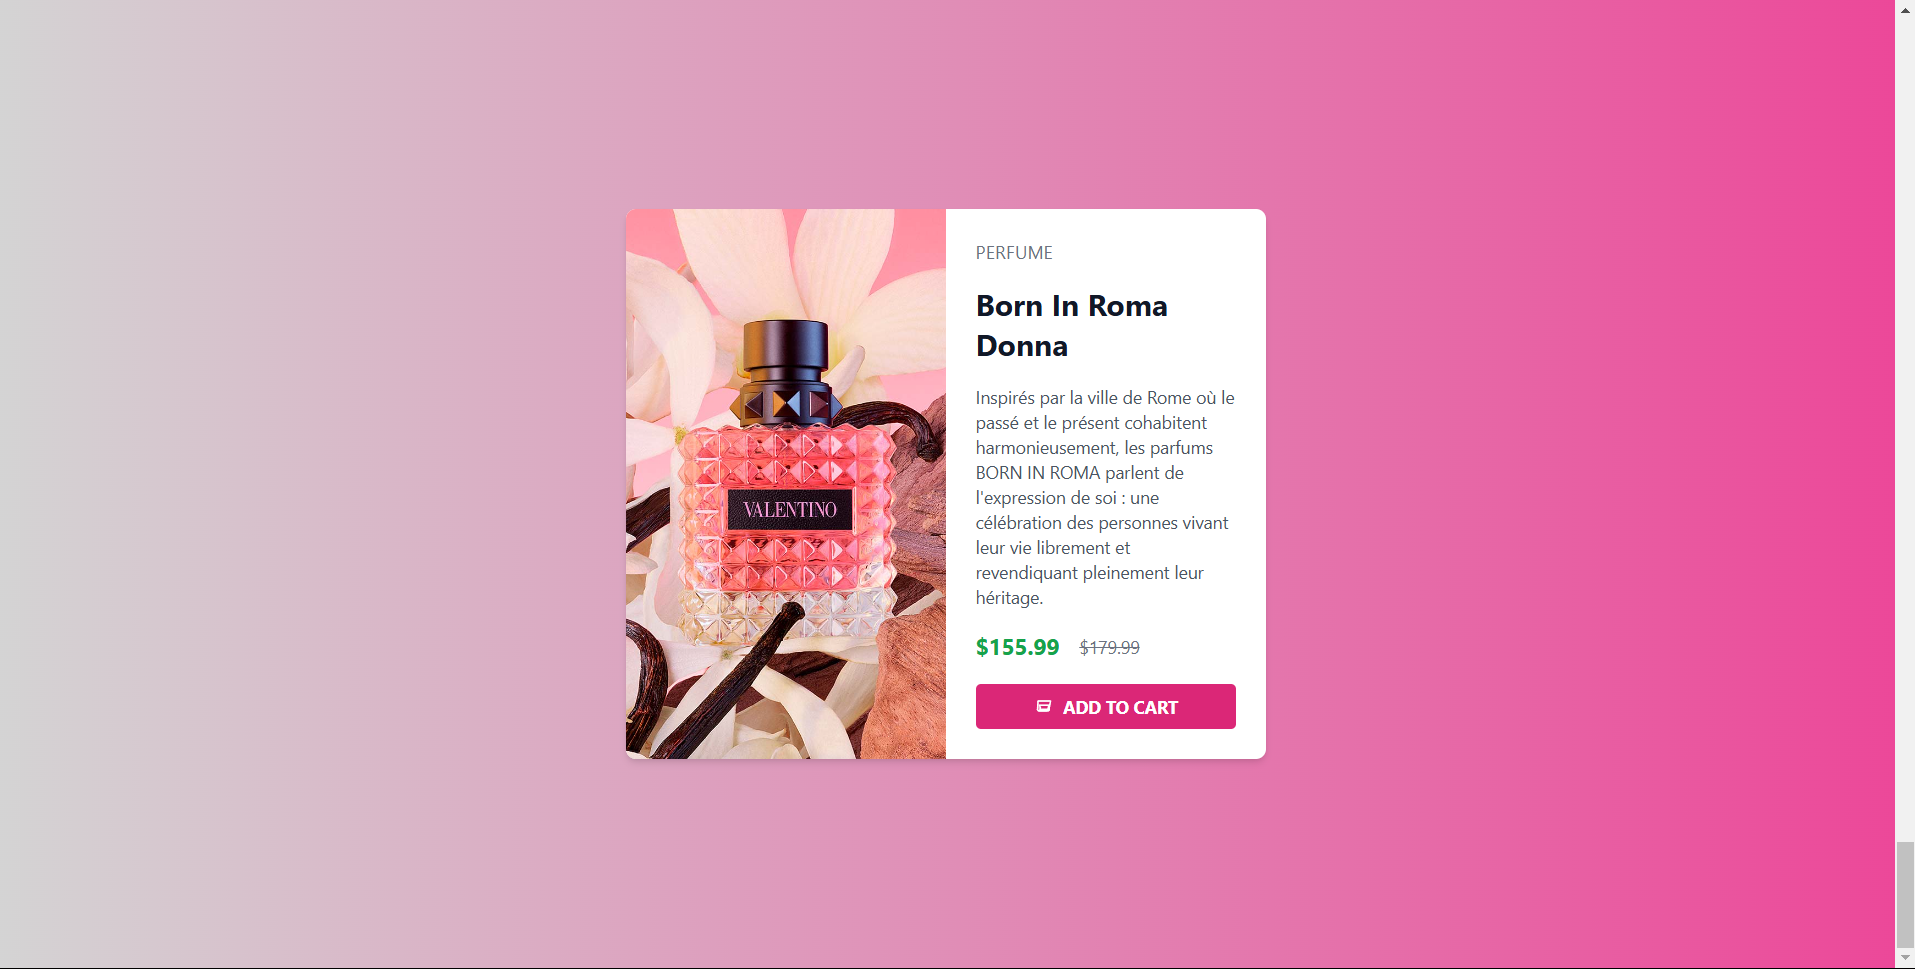 VALENTINO
PERFUME
Born In Roma
Donna
Inspirés par la ville de Rome où le
passé et le présent cohabitent
harmonieusement, les parfums
BORN IN ROMA parlent de
l'expression de soi : une
célébration des personnes vivant
leur vie librement et
revendiquant pleinement leur
héritage.
$155.99 $179.99
ADD TO CART